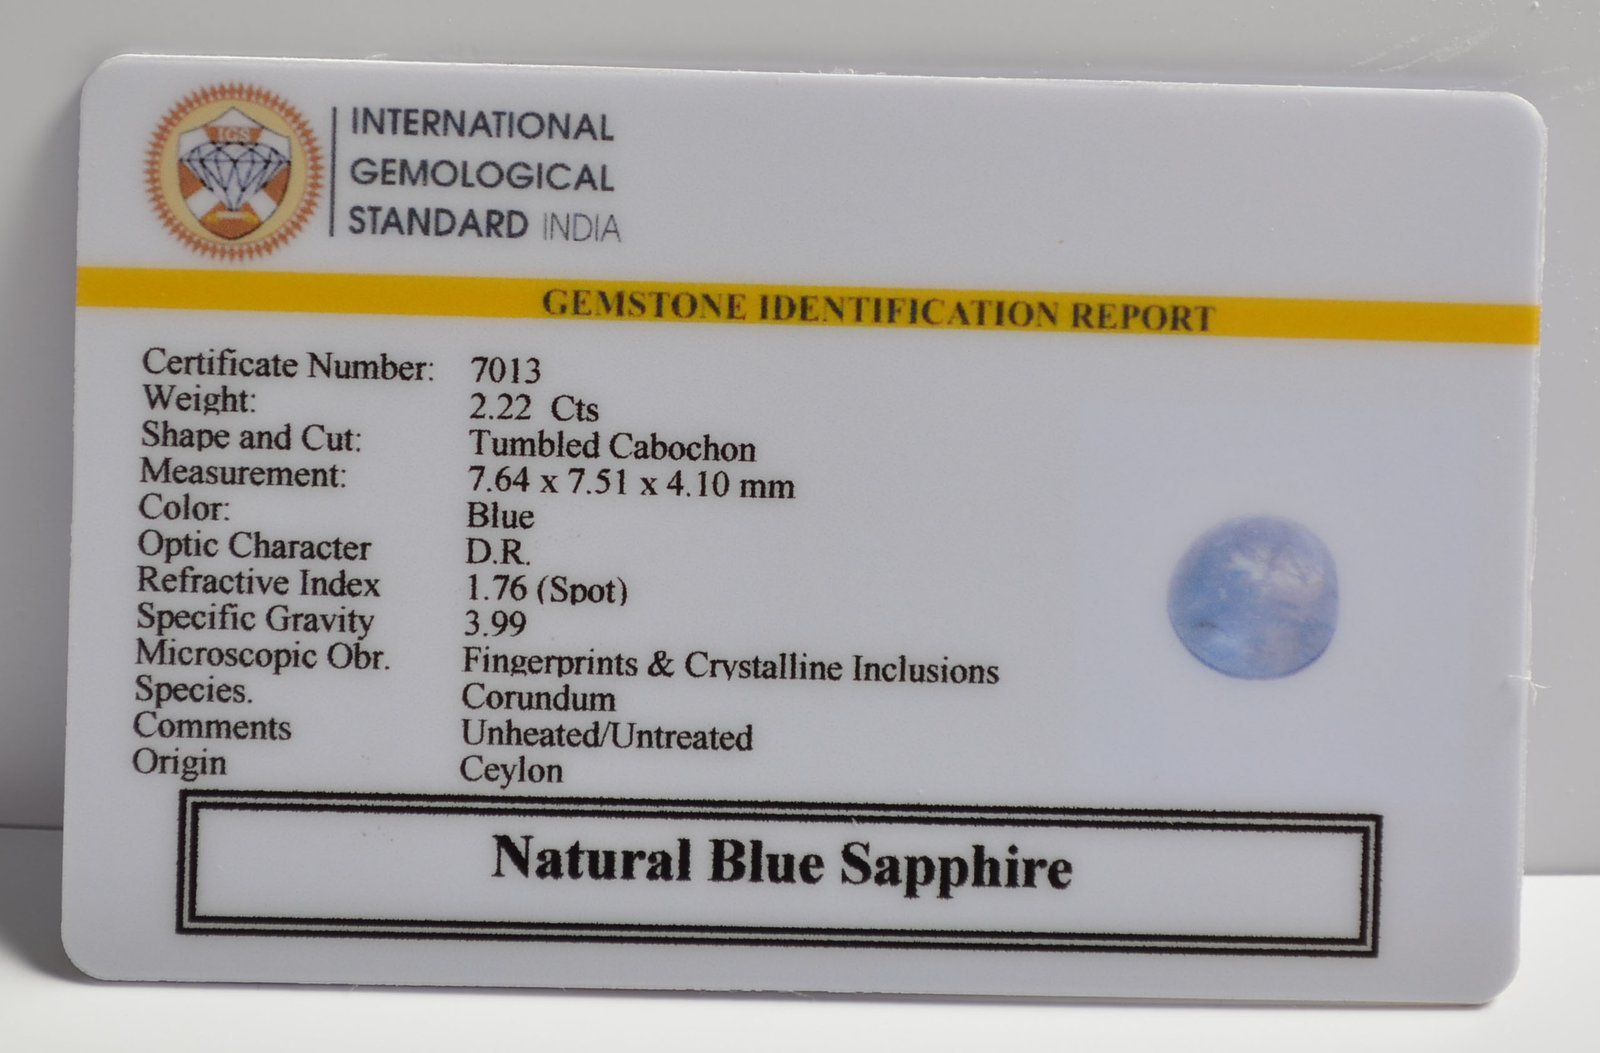 IGS
INTERNATIONAL
GEMOLOGICAL
STANDARD INDIA
GEMSTONE IDENTIFICATION REPORT
Certificate Number: 7013
Weight: 2.22 Cts
Shape and Cut: Tumbled Cabochon
Measurement: 7.64 x 7.51 x 4.10 mm
Color: Blue
Optic Character D.R.
Refractive Index 1.76 (Spot)
Specific Gravity 3.99
Microscopic Obr. Fingerprints & Crystalline Inclusions
Species. Corundum
Comments Unheated/Untreated
Origin Ceylon
Natural Blue Sapphire